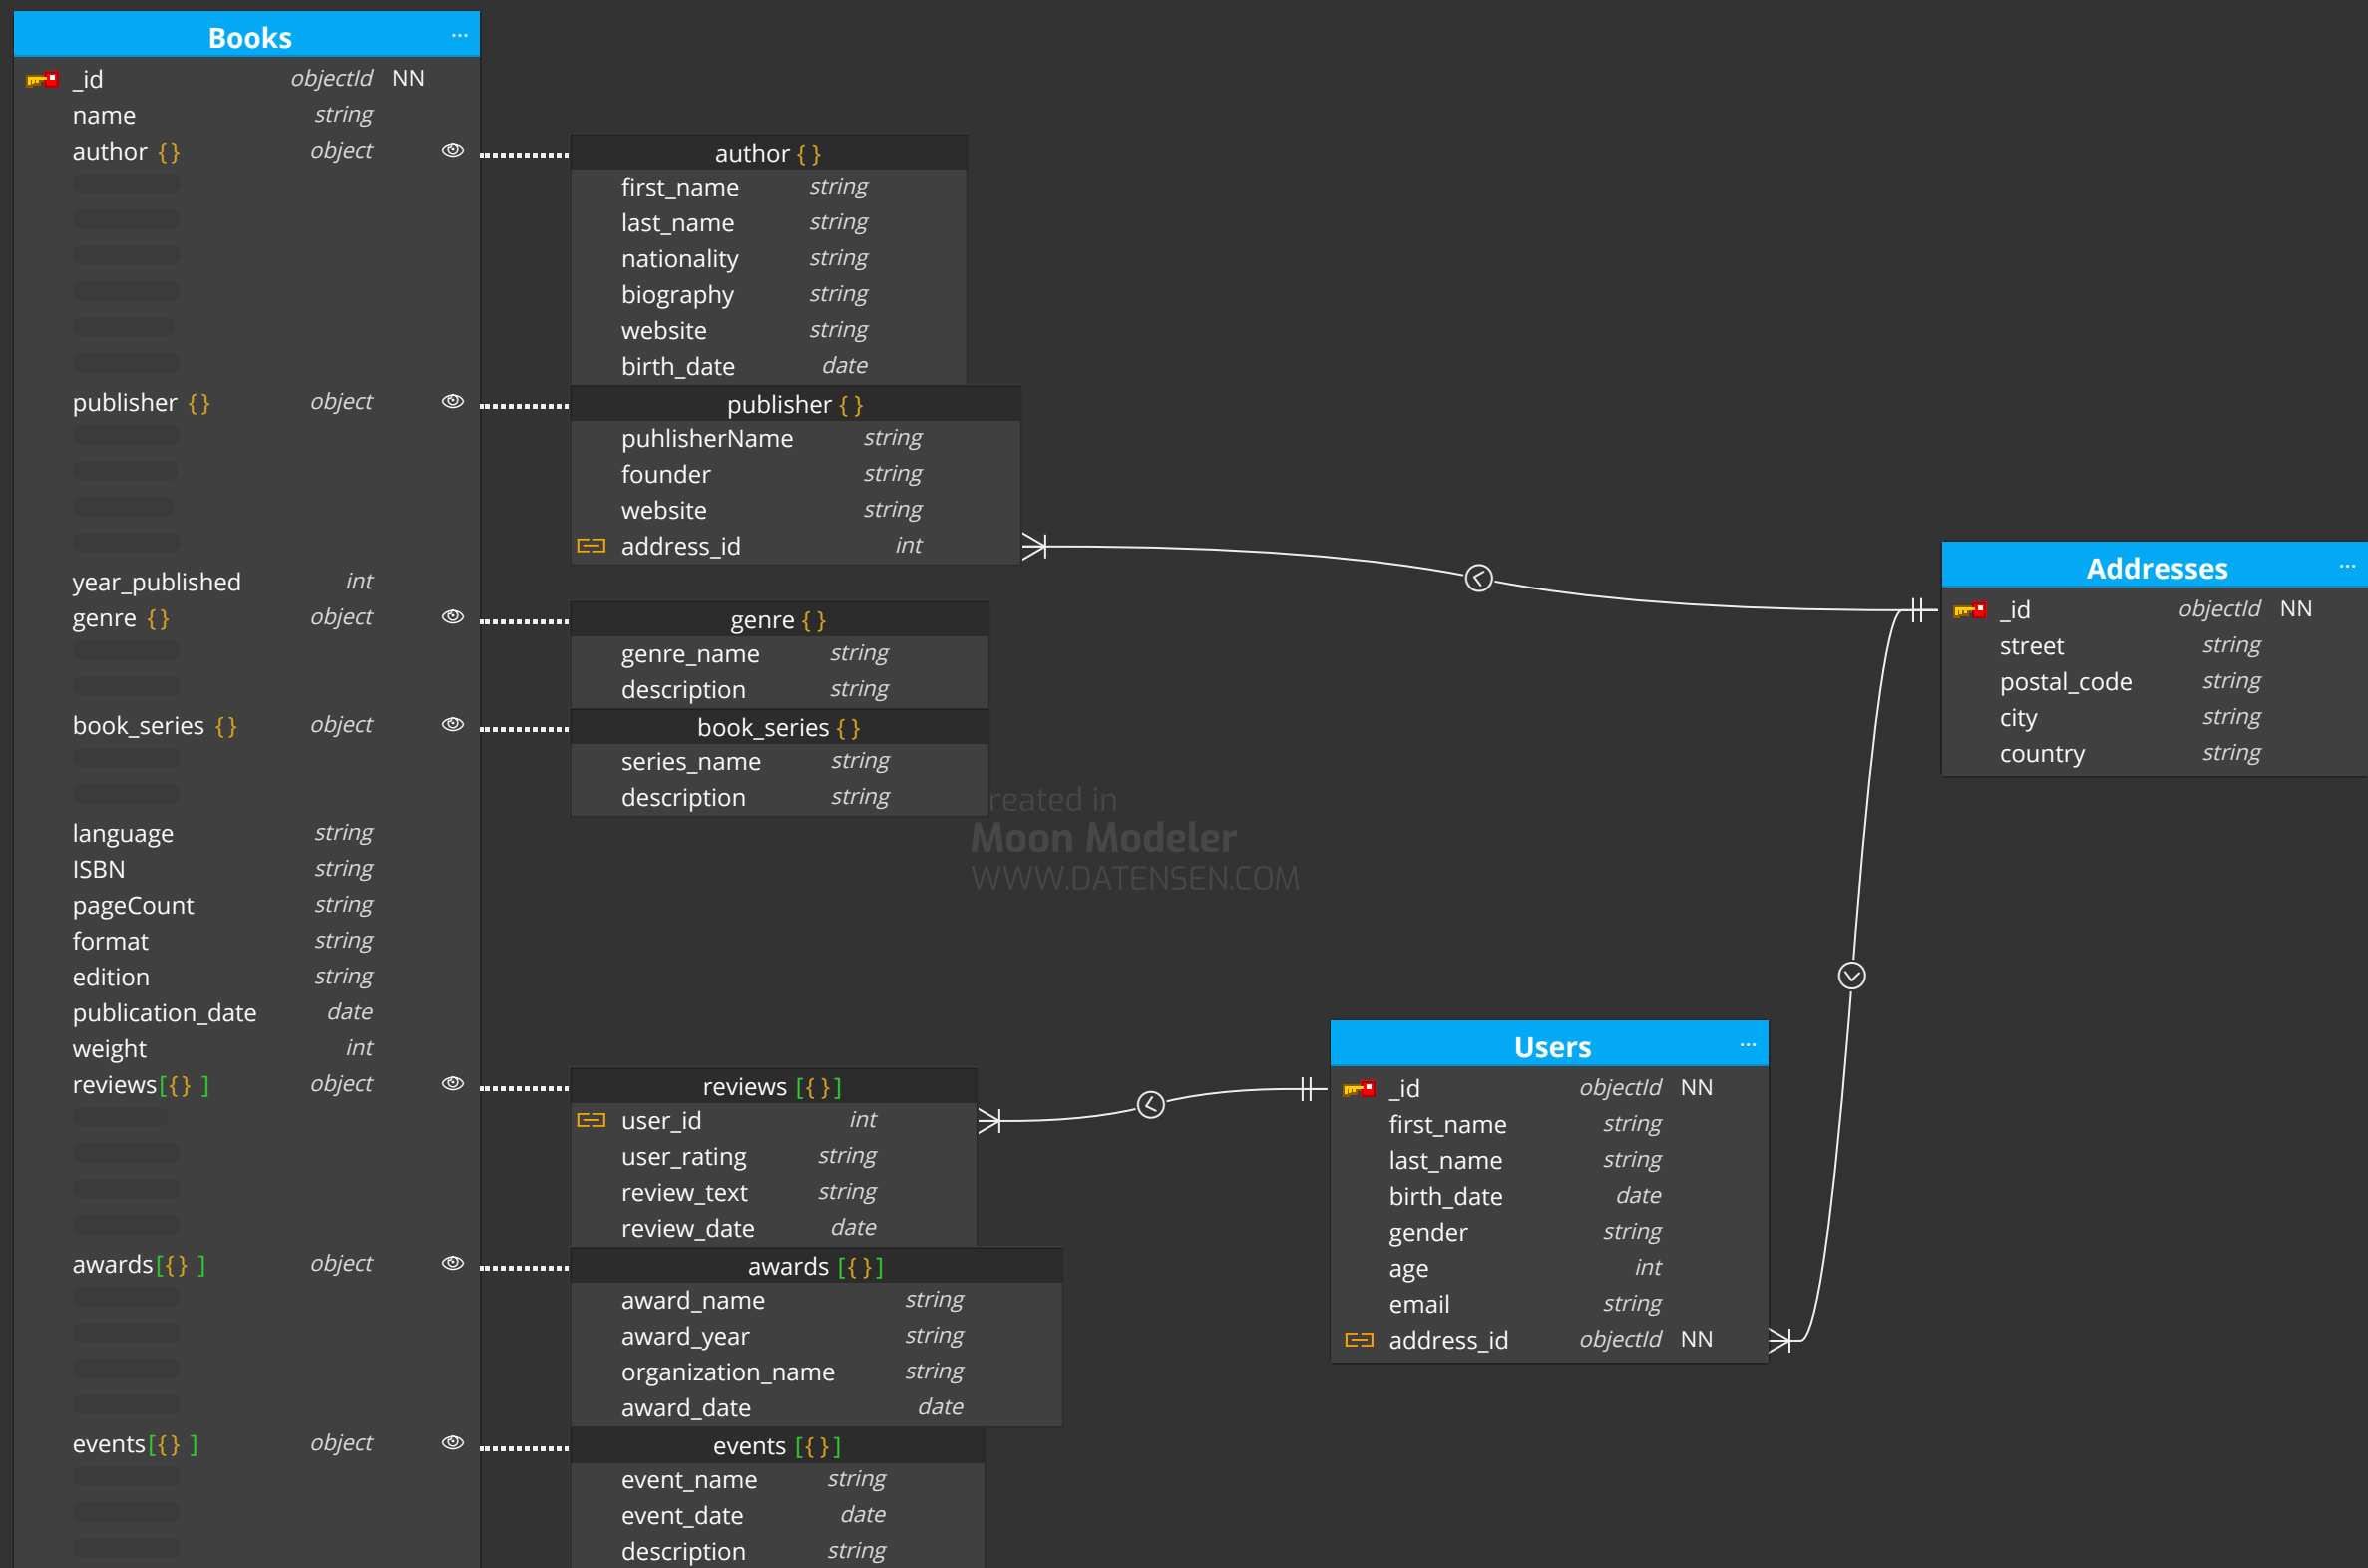 Books ...
_id objectId NN
name string
author {} object
publisher {} object
year_published int
genre {} object
book_series {} object
language string
ISBN string
pageCount string
format string
edition string
publication_date date
weight int
reviews[{} ] object
awards[{} ] object
events[{} ] object
author { }
first_name string
last_name string
nationality string
biography string
website string
birth_date date
publisher { }
puhlisherName string
founder string
website string
address_id int
genre { }
genre_name string
description string
book_series { }
series_name string
description string
reviews [{ }]
user_id int
user_rating string
review_text string
review_date date
awards [{ }]
award_name string
award_year string
organization_name string
award_date date
events [{ }]
event_name string
event_date date
description string
reated in
Moon Modeler
WWW.DATENSEN.COM
Users ...
_id objectId NN
first_name string
last_name string
birth_date date
gender string
age int
email string
address_id objectId NN
Addresses ...
_id objectId NN
street string
postal_code string
city string
country string